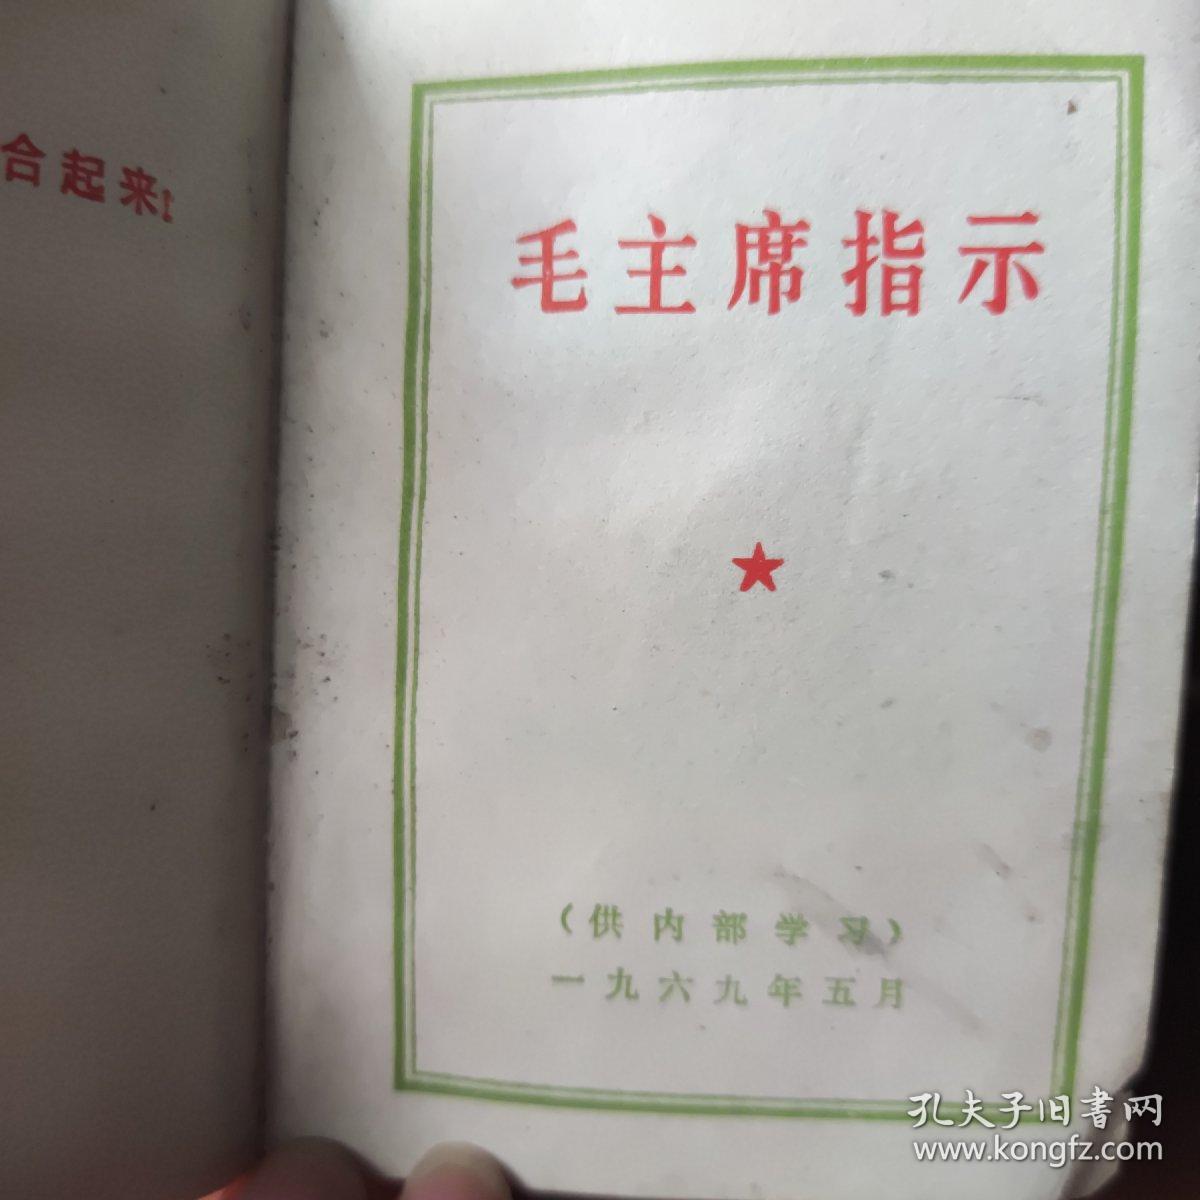 合起来!
毛主席指示
(供内部学习)
一九六九年五月
孔夫子旧書网
www.kongfz.com